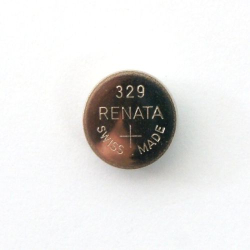 329
RENATA
+
SWISS MADE